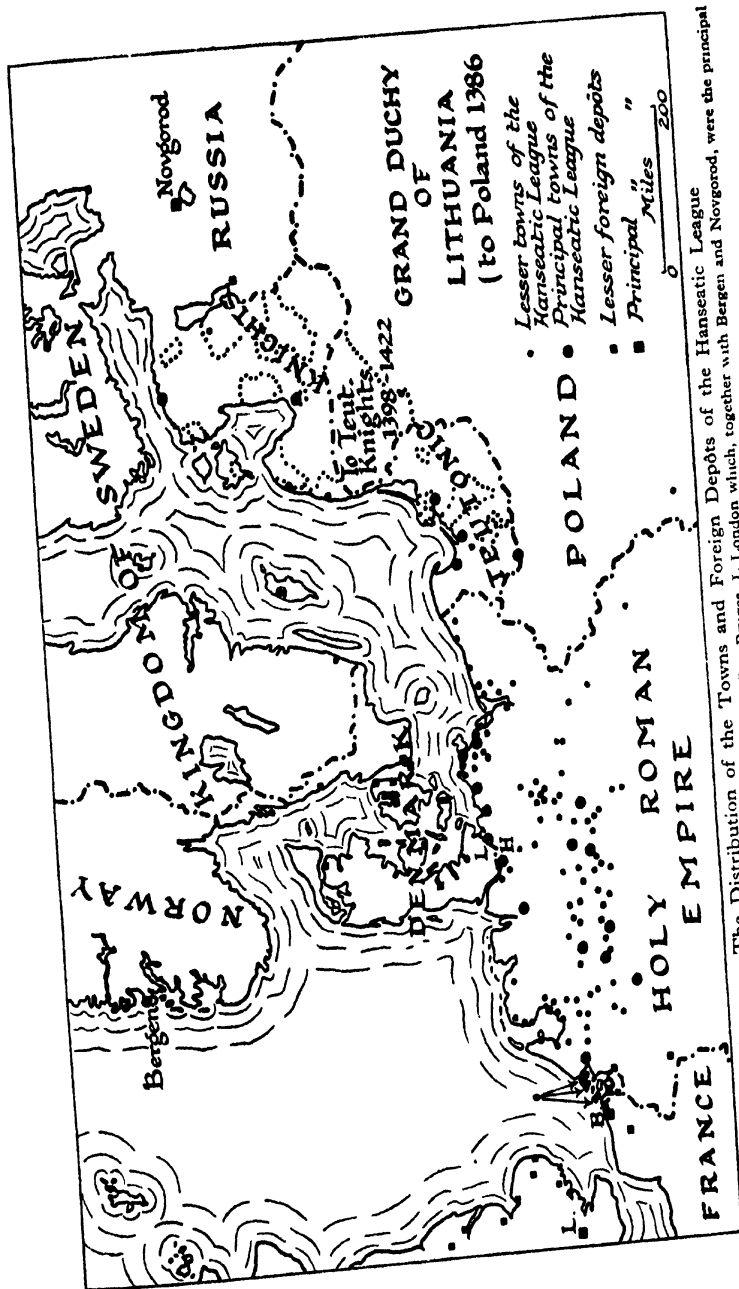 Novgorod
RUSSIA
SWEDEN
OF
KINGDOM
NORWAY
Bergen
KNIGHTS
To Teut.
Knights
1398-1422
TEUTONIC
GRAND DUCHY
OF
LITHUANIA
(to Poland 1386
POLAND
DENMARK
L
H
HOLY ROMAN
EMPIRE
B
L
FRANCE
Lesser towns of the
Hanseatic League
Principal towns of the
Hanseatic League
Lesser foreign depôts
Principal " "
Miles
0 200
The Distribution of the Towns and Foreign Depôts of the Hanseatic League
London which, together with Bergen and Novgorod, were the principal